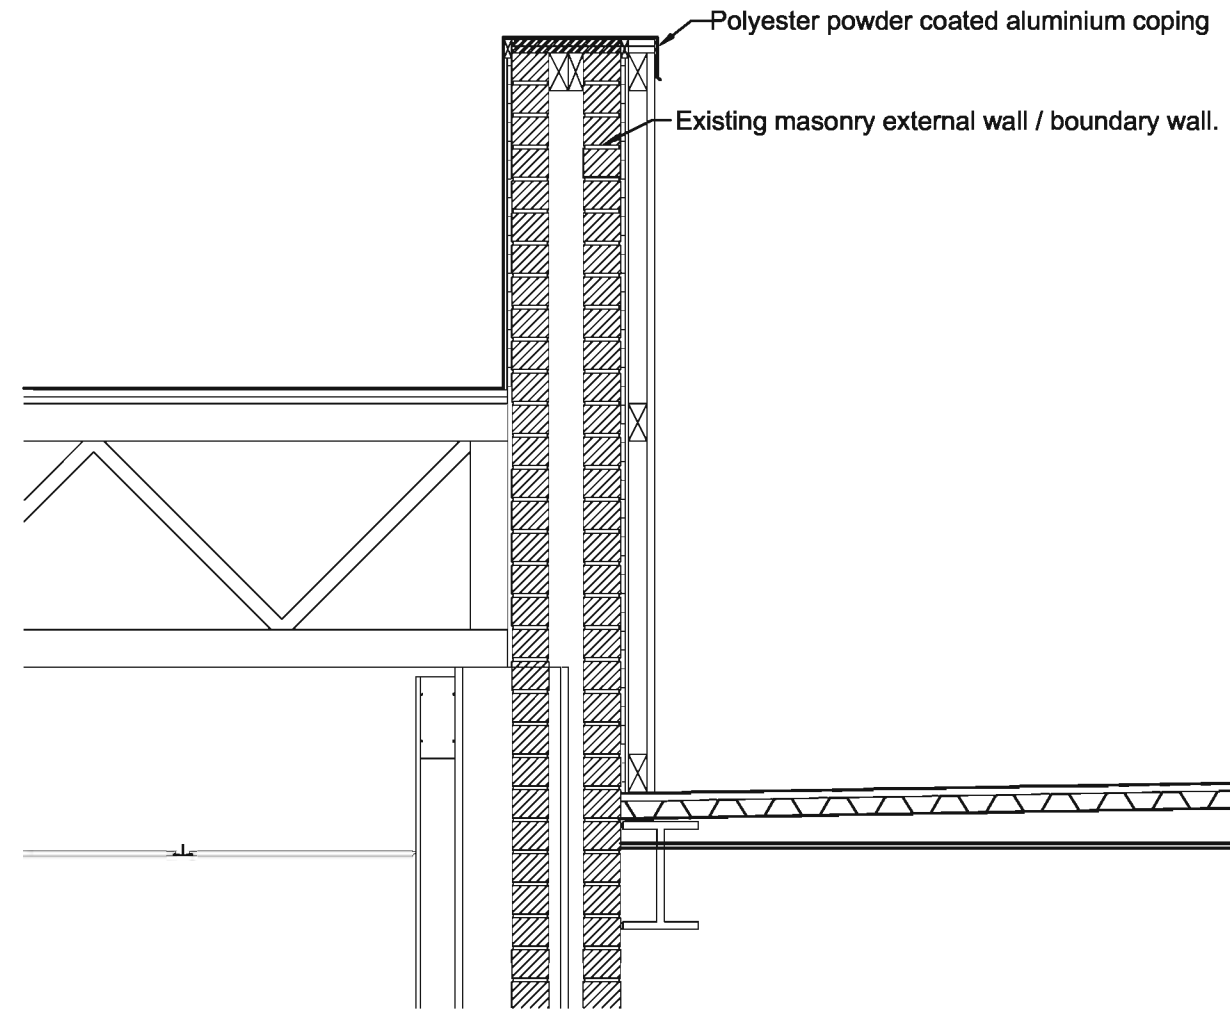 Polyester powder coated aluminium coping
Existing masonry external wall / boundary wall.